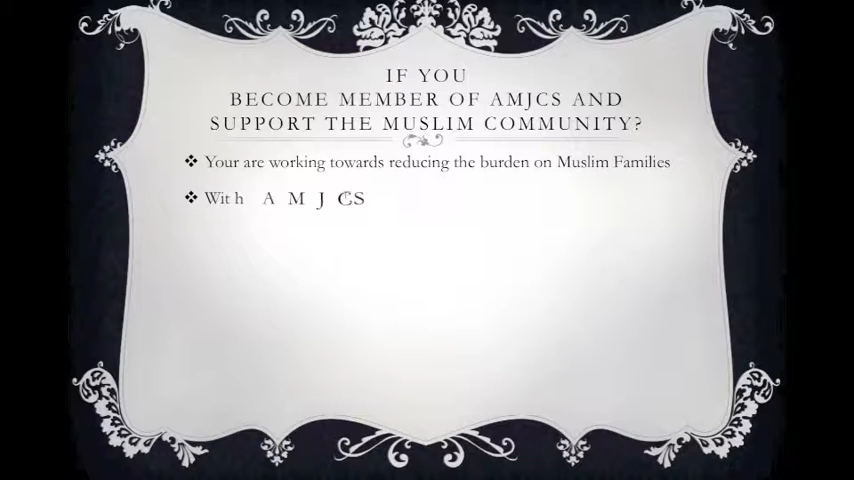 IF YOU
BECOME MEMBER OF AMJCS AND
SUPPORT THE MUSLIM COMMUNITY?
❖ Your are working towards reducing the burden on Muslim Families
❖ With A M J CS